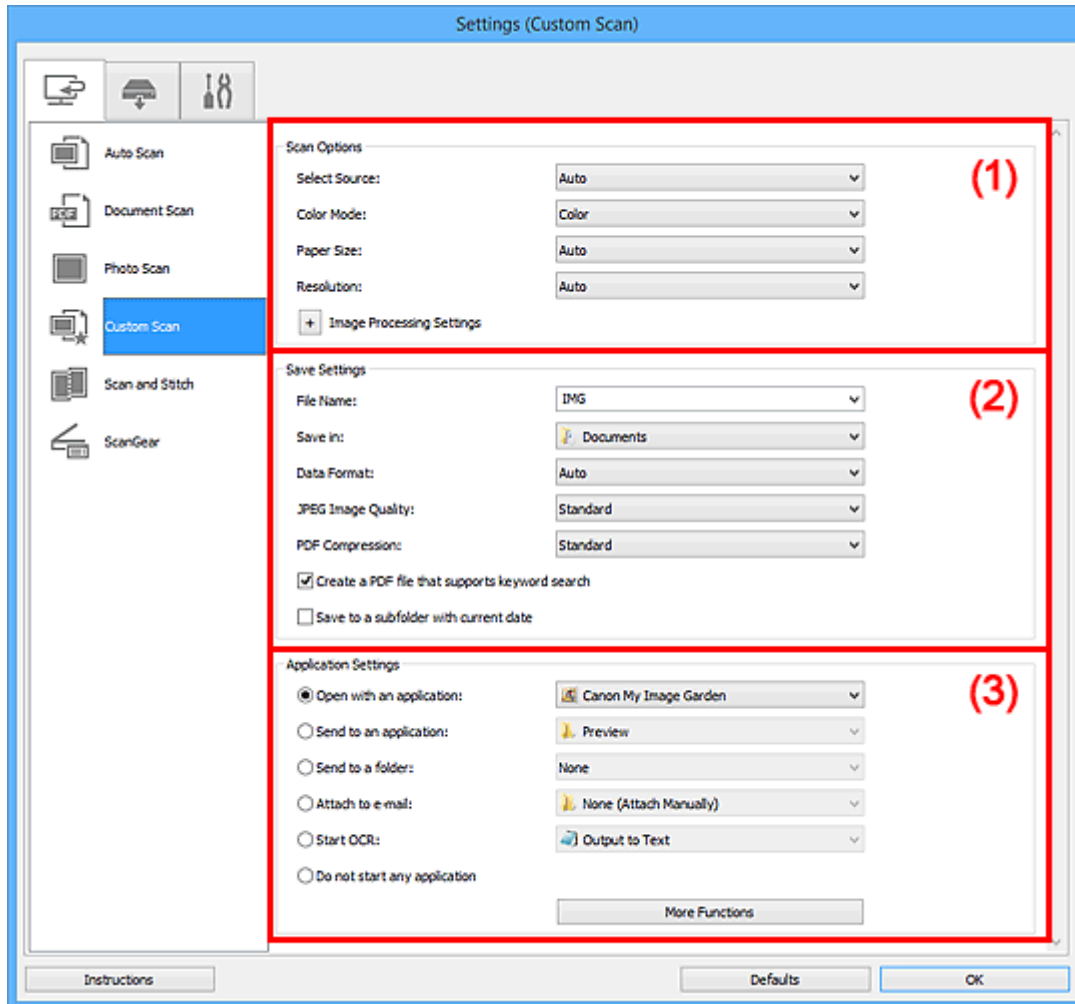 Settings (Custom Scan)
Auto Scan
Document Scan
Photo Scan
Custom Scan
Scan and Stitch
ScanGear
PDF
(1)
Scan Options
Select Source: Auto
Color Mode: Color
Paper Size: Auto
Resolution: Auto
+ Image Processing Settings
(2)
Save Settings
File Name: IMG
Save in: Documents
Data Format: Auto
JPEG Image Quality: Standard
PDF Compression: Standard
Create a PDF file that supports keyword search
Save to a subfolder with current date
(3)
Application Settings
Open with an application: Canon My Image Garden
Send to an application: Preview
Send to a folder: None
Attach to e-mail: None (Attach Manually)
Start OCR: Output to Text
Do not start any application
More Functions
Instructions
Defaults
OK